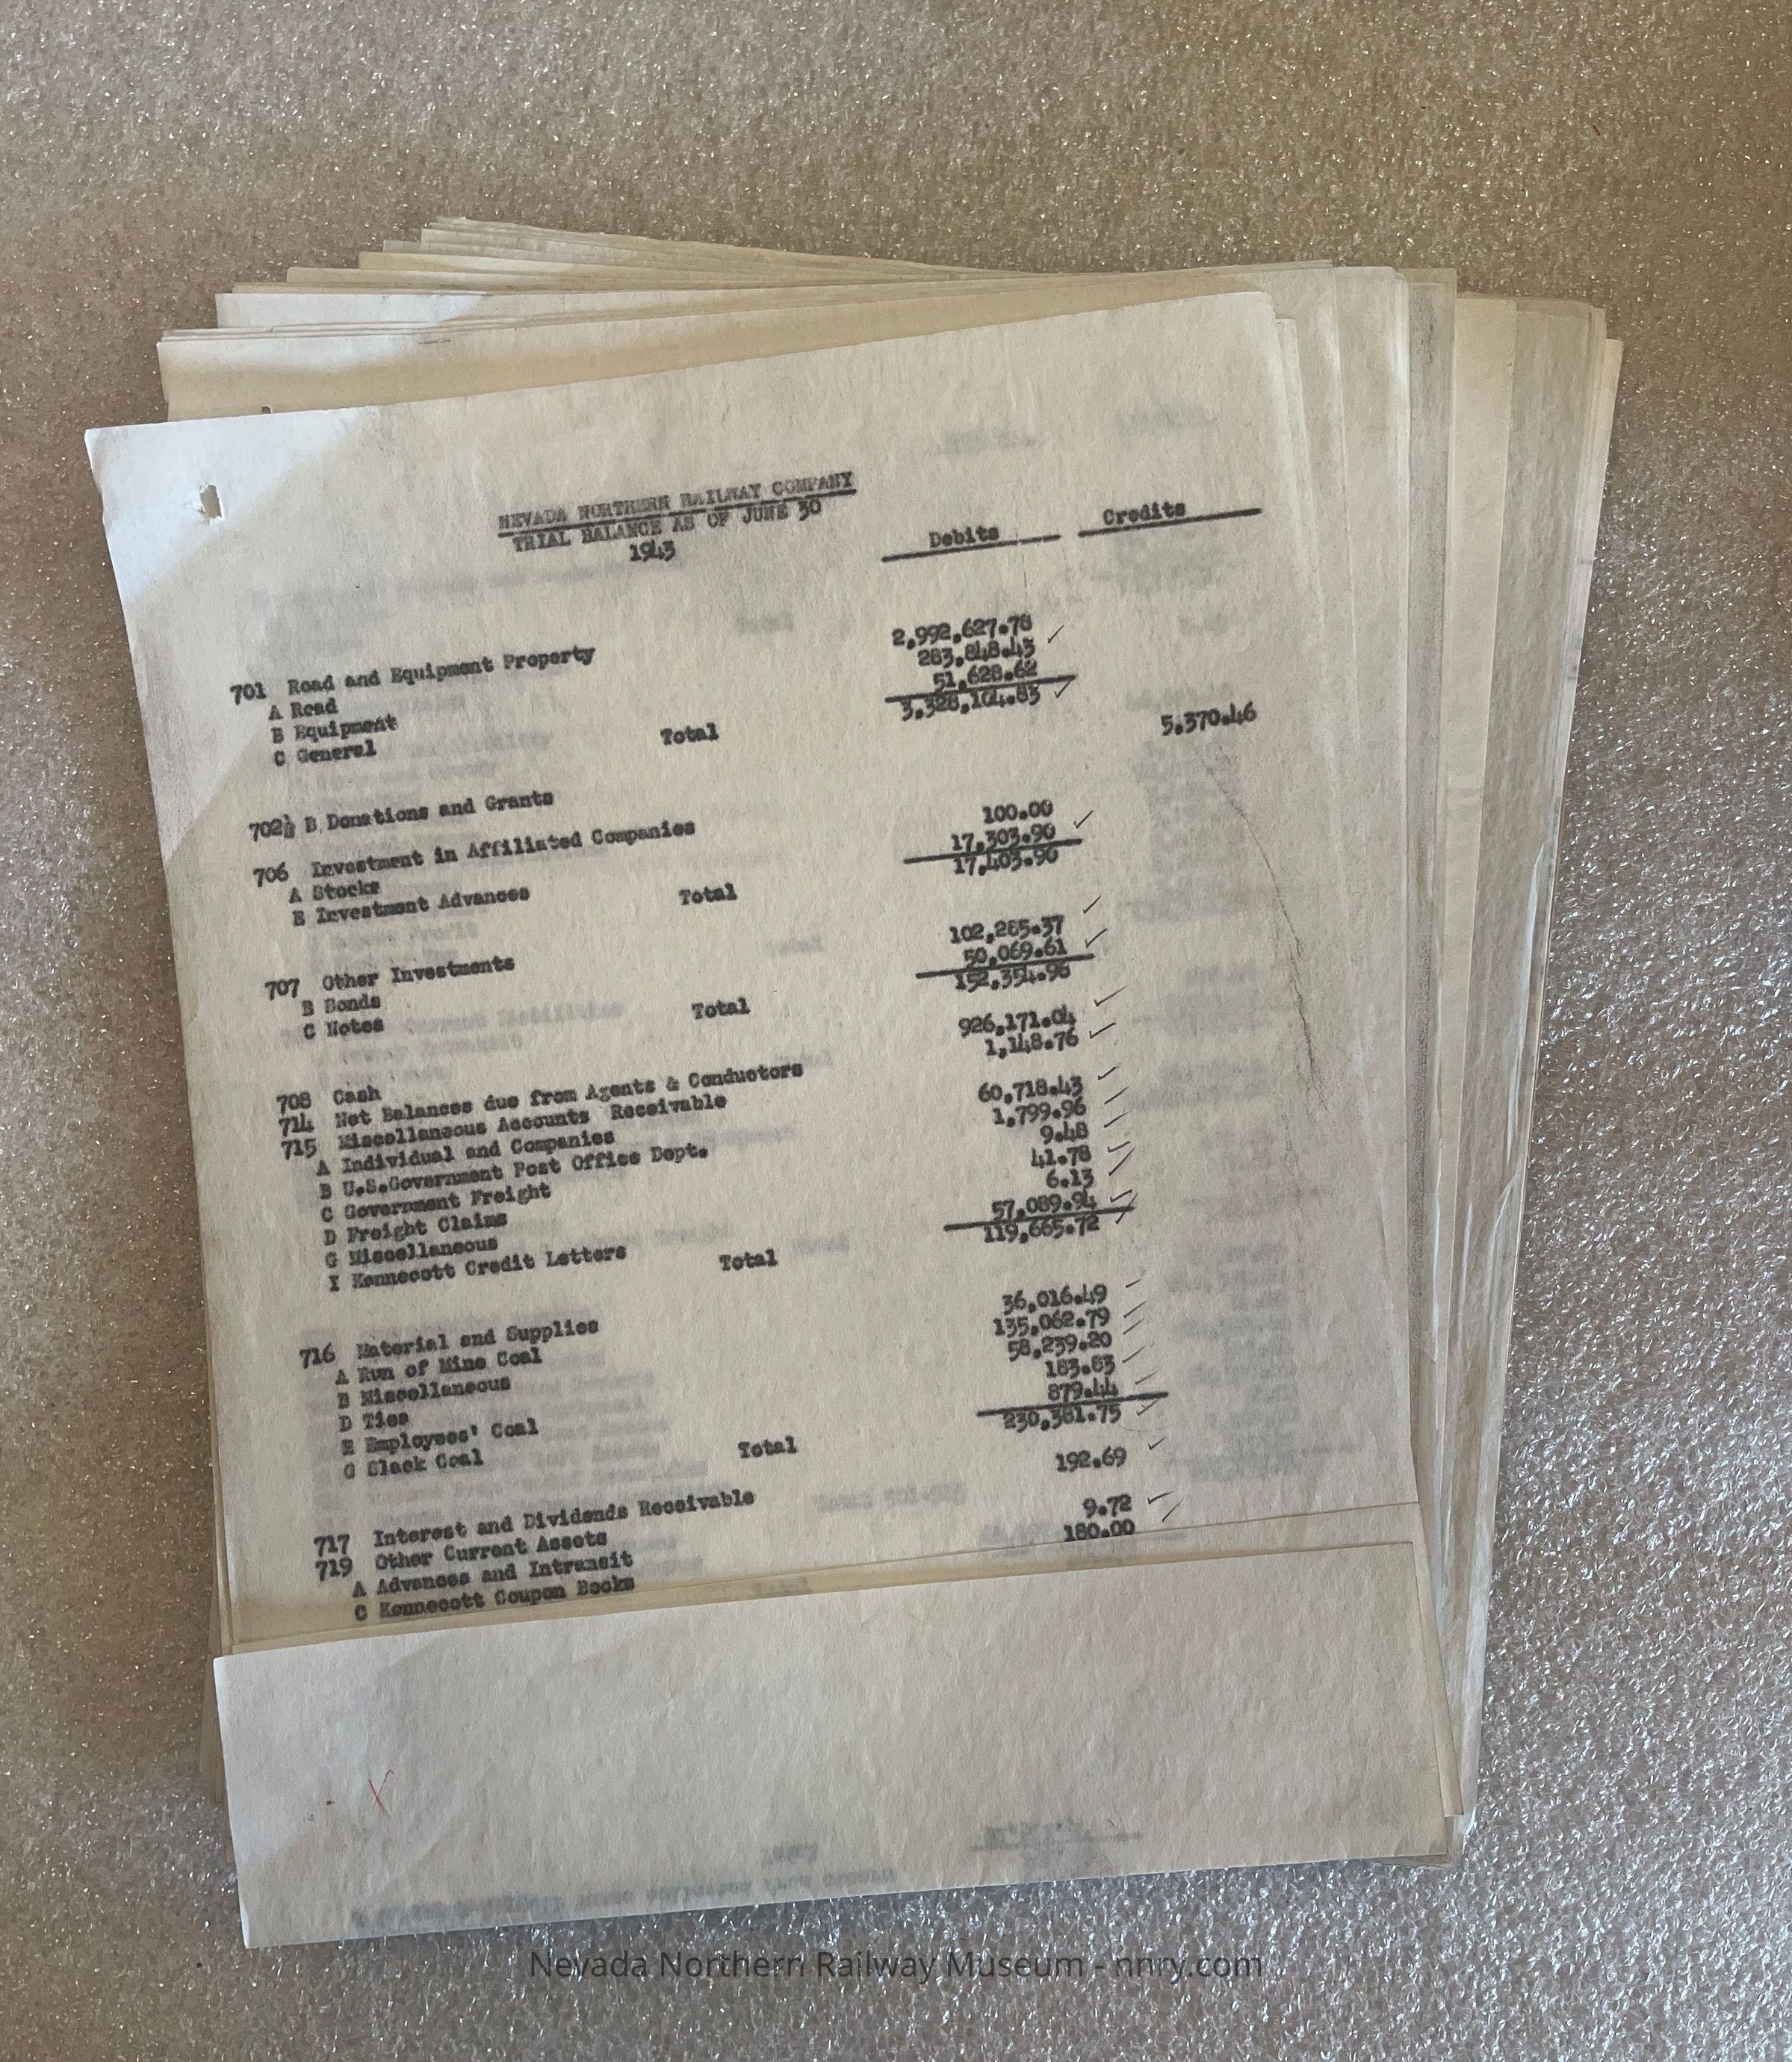 NEVADA NORTHERN RAILWAY COMPANY
TRIAL BALANCE AS OF JUNE 30
1943
Debits Credits
701 Road and Equipment Property
A Road 2,992,627.78
B Equipment 283,848.43
C General 51,628.62
Total 3,328,104.83
702½ B Donations and Grants 5,370.46
706 Investment in Affiliated Companies
A Stocks 100.00
E Investment Advances 17,303.90
Total 17,403.90
707 Other Investments
B Bonds 102,285.37
C Notes 50,069.61
Total 152,354.98
708 Cash 926,171.04
714 Net Balances due from Agents & Conductors 1,148.76
715 Miscellaneous Accounts Receivable
A Individual and Companies 60,718.43
B U.S.Government Post Office Dept. 1,799.96
C Government Freight 9.48
D Freight Claims 41.78
G Miscellaneous 6.13
I Kennecott Credit Letters 57,089.94
Total 119,665.72
716 Material and Supplies
A Run of Mine Coal 36,016.49
B Miscellaneous 135,062.79
D Ties 58,239.20
E Employees' Coal 183.83
G Slack Coal 879.44
Total 230,381.75
717 Interest and Dividends Receivable 192.69
719 Other Current Assets
A Advances and Intransit 9.72
C Kennecott Coupon Books 180.00
Nevada Northern Railway Museum - nnry.com